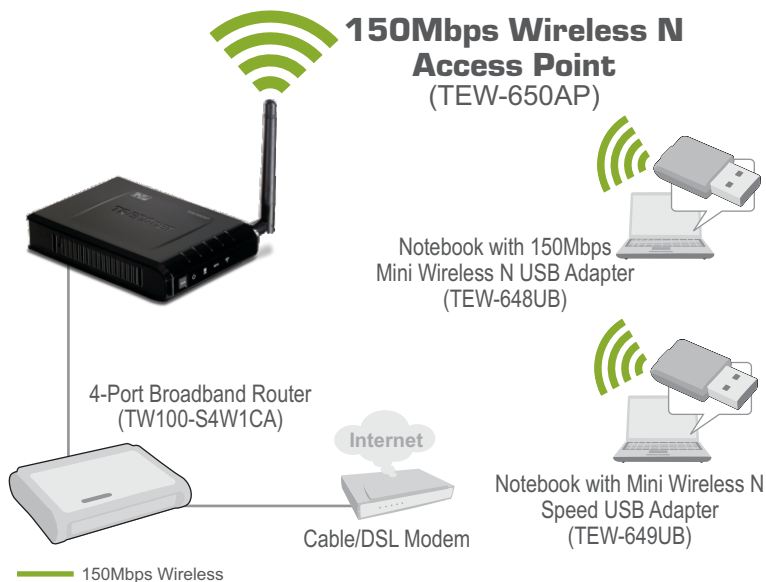 150Mbps Wireless N
Access Point
(TEW-650AP)
Notebook with 150Mbps
Mini Wireless N USB Adapter
(TEW-648UB)
4-Port Broadband Router
(TW100-S4W1CA)
Internet
Cable/DSL Modem
Notebook with Mini Wireless N
Speed USB Adapter
(TEW-649UB)
150Mbps Wireless